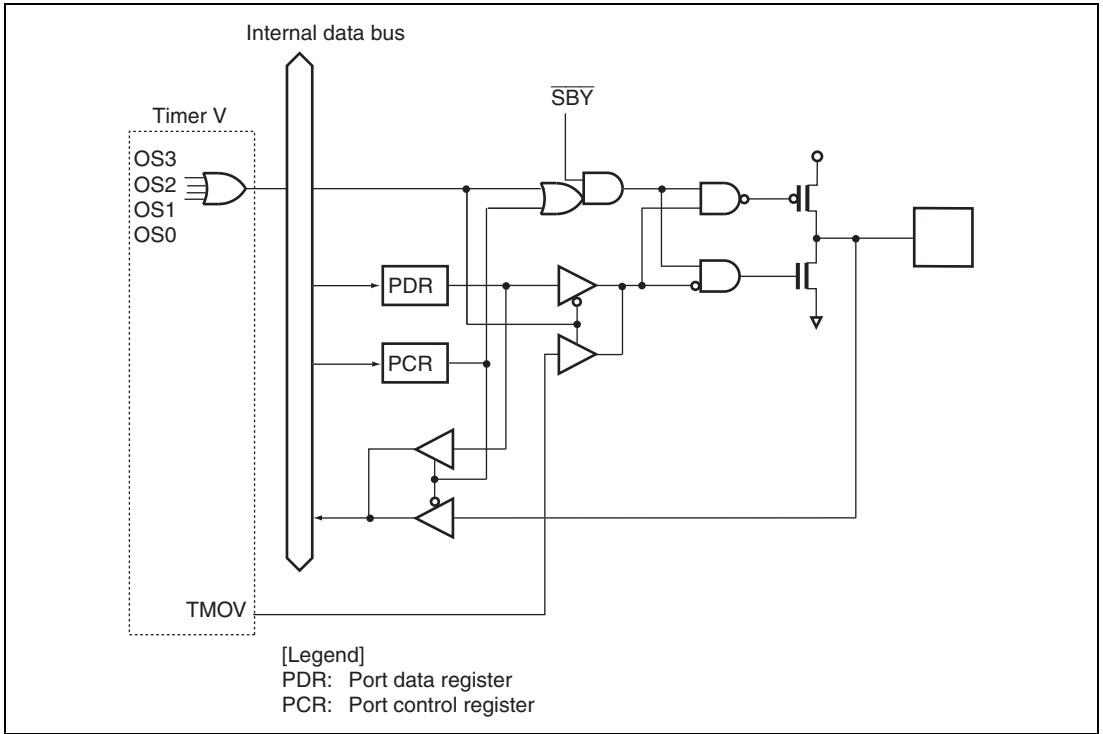 Internal data bus
SBY
Timer V
OS3
OS2
OS1
OS0
PDR
PCR
TMOV
[Legend]
PDR: Port data register
PCR: Port control register